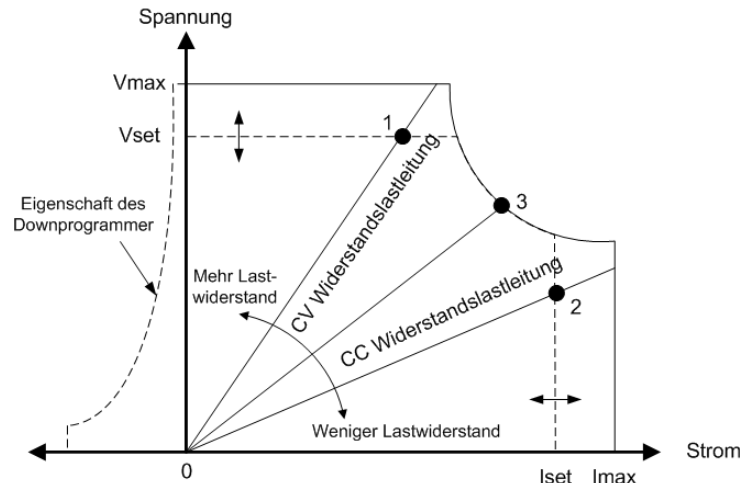 Spannung
Vmax
Vset
1
Eigenschaft des
Downprogrammer
3
Mehr Last-
widerstand
CV Widerstandslastleitung
CC Widerstandslastleitung
2
Weniger Lastwiderstand
Strom
0
Iset
Imax